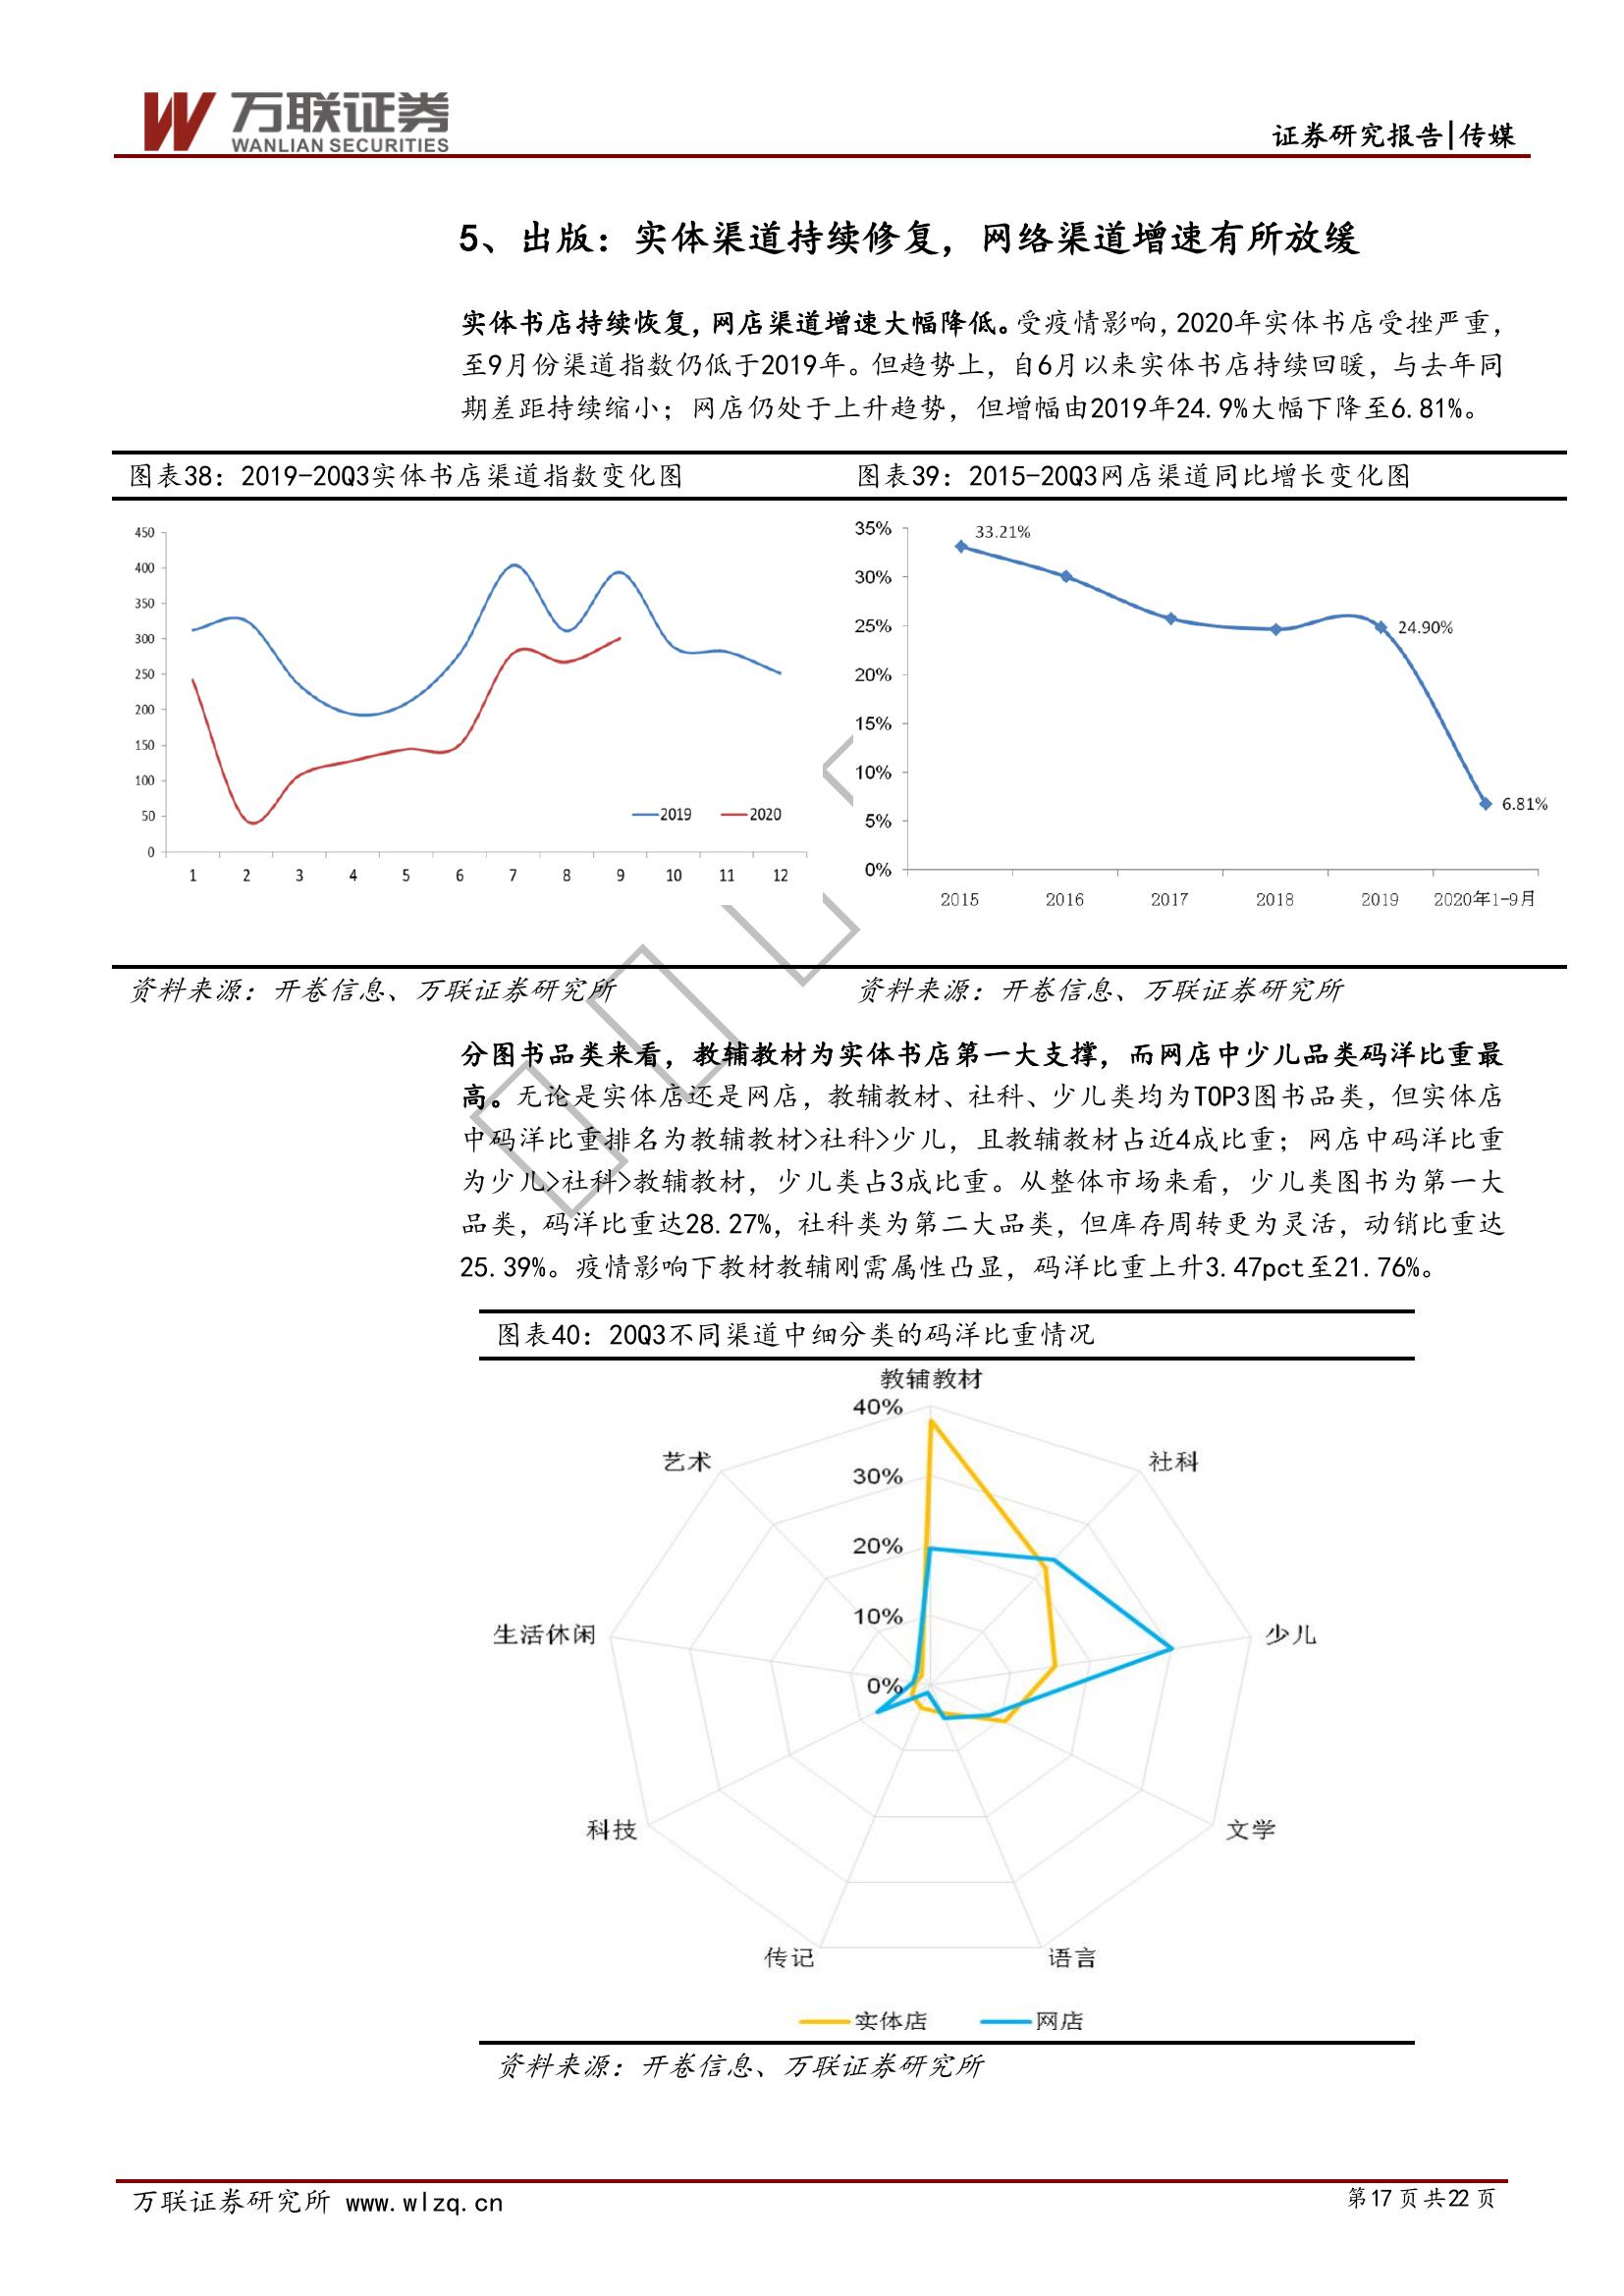 万联证券
WANLIAN SECURITIES
证券研究报告|传媒
5、出版：实体渠道持续修复，网络渠道增速有所放缓
实体书店持续恢复，网店渠道增速大幅降低。受疫情影响，2020年实体书店受挫严重，
至9月份渠道指数仍低于2019年。但趋势上，自6月以来实体书店持续回暖，与去年同
期差距持续缩小；网店仍处于上升趋势，但增幅由2019年24.9%大幅下降至6.81%。
图表38：2019-20Q3实体书店渠道指数变化图
450
400
350
300
250
200
150
100
50
0
1 2 3 4 5 6 7 8 9 10 11 12
2019 2020
资料来源：开卷信息、万联证券研究所
图表39：2015-20Q3网店渠道同比增长变化图
35%
30%
25%
20%
15%
10%
5%
0%
33.21%
24.90%
6.81%
2015 2016 2017 2018 2019 2020年1-9月
资料来源：开卷信息、万联证券研究所
分图书品类来看，教辅教材为实体书店第一大支撑，而网店中少儿品类码洋比重最
高。无论是实体店还是网店，教辅教材、社科、少儿类均为TOP3图书品类，但实体店
中码洋比重排名为教辅教材>社科>少儿，且教辅教材占近4成比重；网店中码洋比重
为少儿>社科>教辅教材，少儿类占3成比重。从整体市场来看，少儿类图书为第一大
品类，码洋比重达28.27%，社科类为第二大品类，但库存周转更为灵活，动销比重达
25.39%。疫情影响下教材教辅刚需属性凸显，码洋比重上升3.47pct至21.76%。
图表40：20Q3不同渠道中细分类的码洋比重情况
教辅教材
40%
艺术
社科
30%
20%
10%
生活休闲
少儿
0%
科技
文学
传记
语言
实体店 网店
资料来源：开卷信息、万联证券研究所
万联证券研究所 www.wlzq.cn
第17页共22页